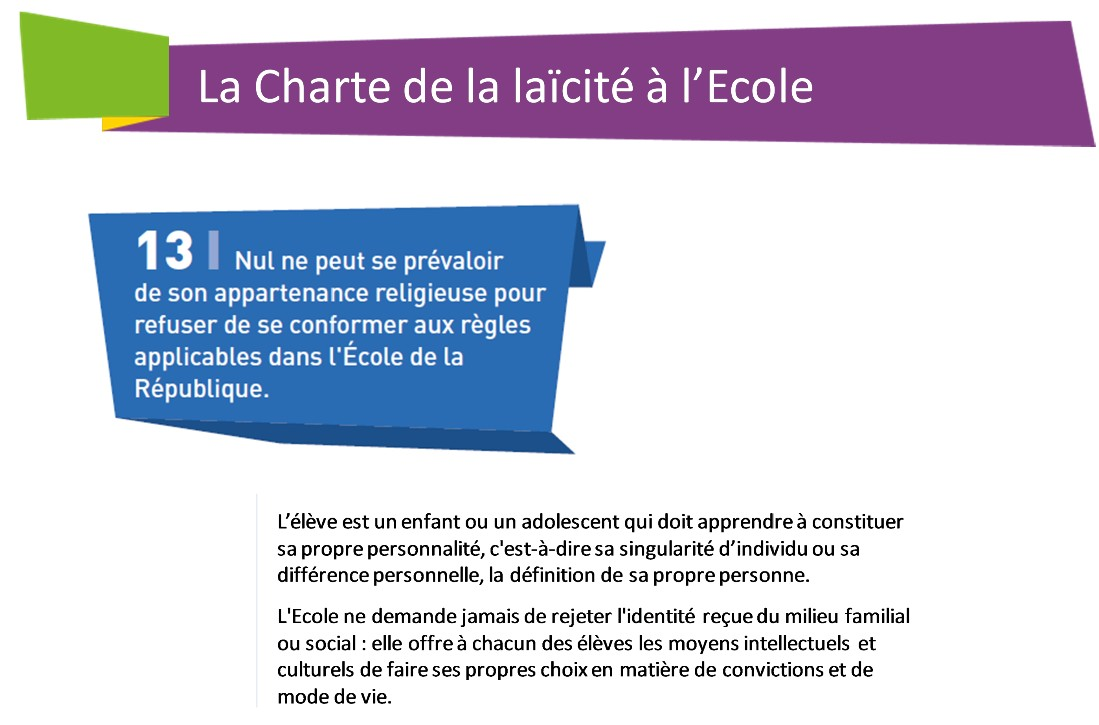 La Charte de la laïcité à l’Ecole
13 | Nul ne peut se prévaloir
de son appartenance religieuse pour
refuser de se conformer aux règles
applicables dans l'École de la
République.
L’élève est un enfant ou un adolescent qui doit apprendre à constituer
sa propre personnalité, c'est-à-dire sa singularité d’individu ou sa
différence personnelle, la définition de sa propre personne.
L'Ecole ne demande jamais de rejeter l'identité reçue du milieu familial
ou social : elle offre à chacun des élèves les moyens intellectuels et
culturels de faire ses propres choix en matière de convictions et de
mode de vie.